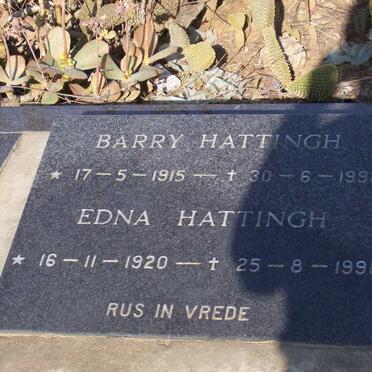 BARRY HATTINGH
★ 17-5-1915 — † 30-6-199
EDNA HATTINGH
★ 16-11-1920 — † 25-8-199
RUS IN VREDE